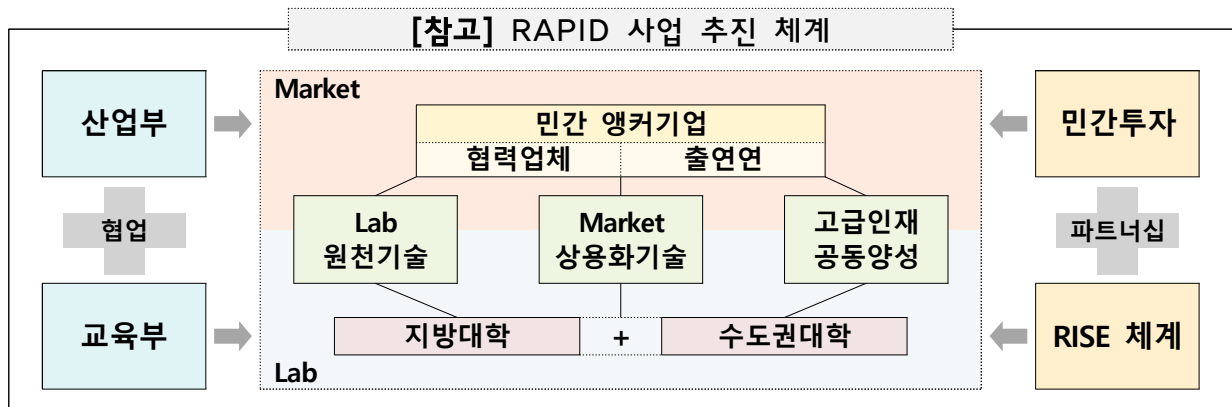 [참고] RAPID 사업 추진 체계
산업부
협업
교육부
Market
민간 앵커기업
협력업체 출연연
Lab
원천기술
Market
상용화기술
고급인재
공동양성
지방대학 + 수도권대학
Lab
민간투자
파트너십
RISE 체계